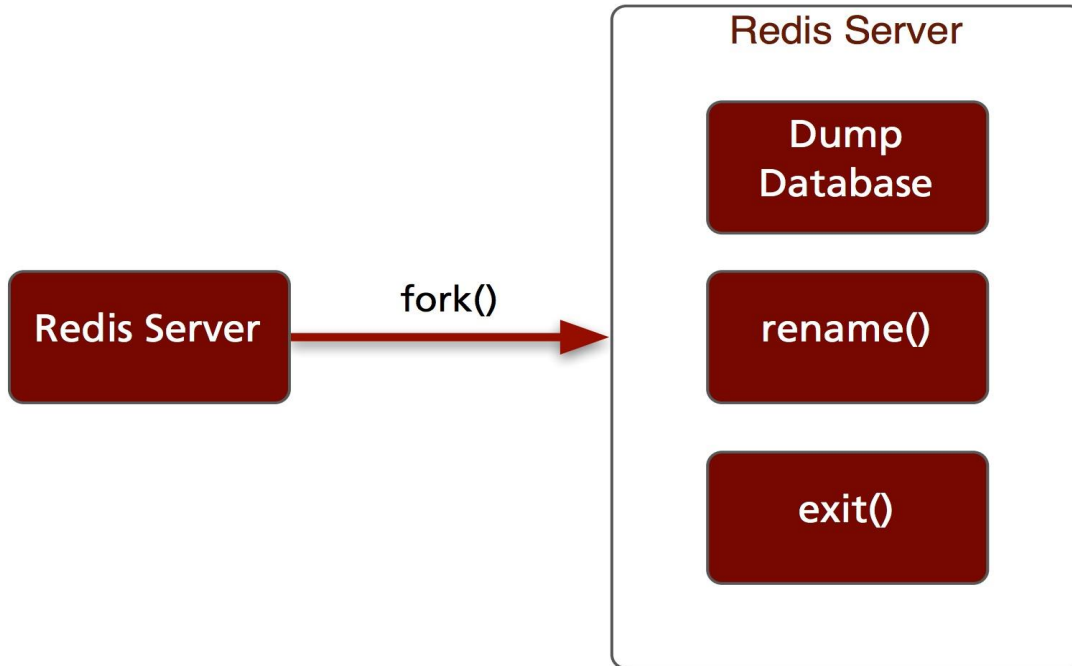 Redis Server
fork()
Redis Server
Dump
Database
rename()
exit()